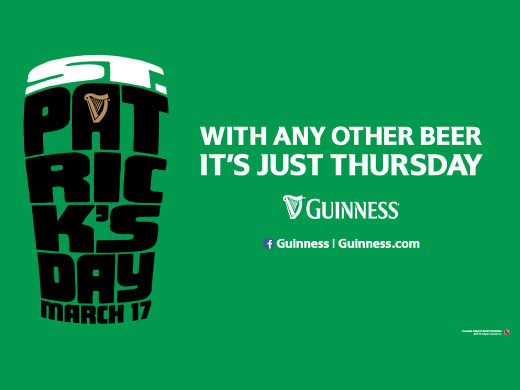 ST.
PAT
RIC
K'S
DAY
MARCH 17
WITH ANY OTHER BEER
IT'S JUST THURSDAY
GUINNESS
Guinness | Guinness.com